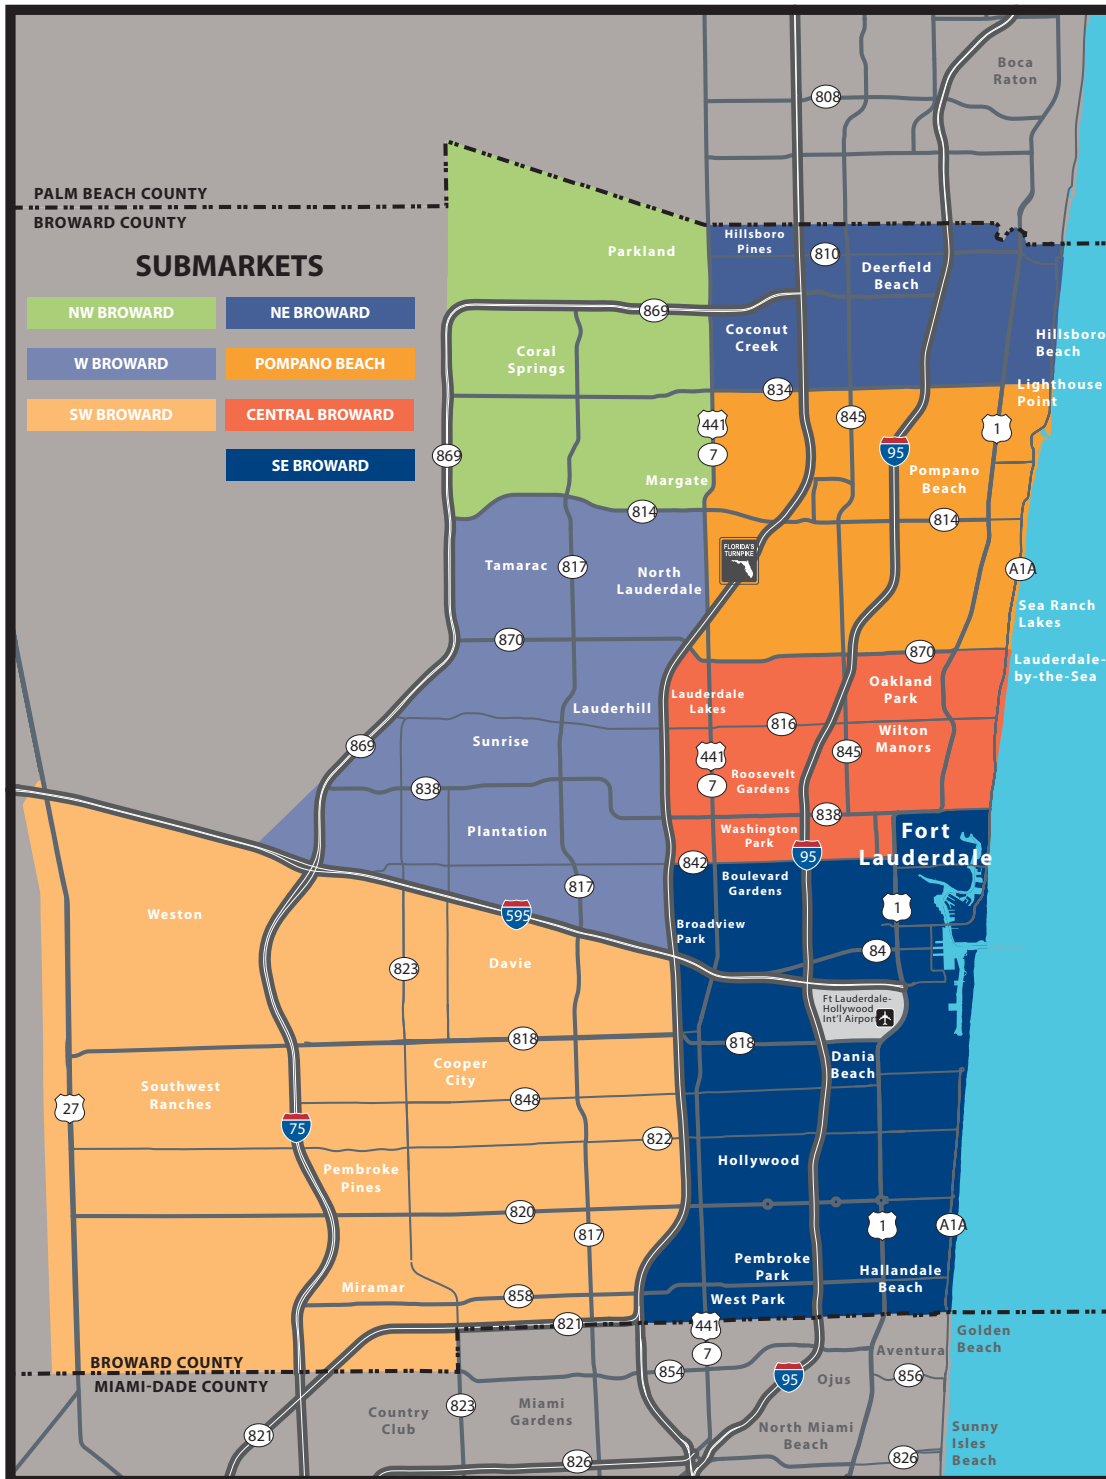 Boca
Raton
808
PALM BEACH COUNTY
BROWARD COUNTY
SUBMARKETS
NW BROWARD
NE BROWARD
W BROWARD
POMPANO BEACH
SW BROWARD
CENTRAL BROWARD
SE BROWARD
Parkland
Hillsboro
Pines
810
Deerfield
Beach
869
Coconut
Creek
Hillsboro
Beach
Coral
Springs
834
Lighthouse
Point
845
441
7
1
869
95
Pompano
Beach
Margate
814
814
FLORIDA'S
TURNPIKE
Tamarac
817
North
Lauderdale
A1A
Sea Ranch
Lakes
870
870
Lauderdale-
by-the-Sea
Oakland
Park
Lauderdale
Lakes
Lauderhill
816
Wilton
Manors
Sunrise
869
441
7
845
Roosevelt
Gardens
838
838
Plantation
Washington
Park
Fort
Lauderdale
842
95
Boulevard
Gardens
817
1
Weston
595
Broadview
Park
84
Davie
823
Ft Lauderdale-
Hollywood
Int'l Airport
818
818
Dania
Beach
Cooper
City
Southwest
Ranches
848
27
75
822
Hollywood
Pembroke
Pines
820
817
1
A1A
Pembroke
Park
Hallandale
Beach
Miramar
858
West Park
821
441
7
Golden
Beach
BROWARD COUNTY
MIAMI-DADE COUNTY
854
95
Ojus
Aventura
856
823
Country
Club
Miami
Gardens
821
North Miami
Beach
Sunny
Isles
Beach
826
826